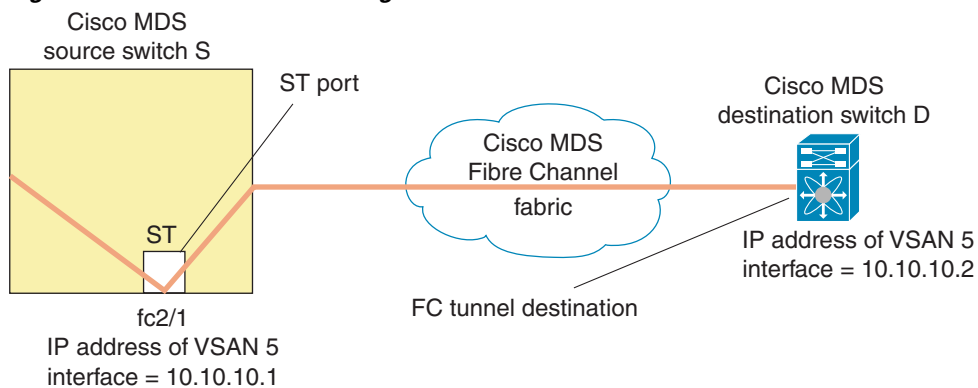 Cisco MDS
source switch S
ST port
Cisco MDS
destination switch D
Cisco MDS
Fibre Channel
fabric
ST
fc2/1
IP address of VSAN 5
interface = 10.10.10.1
FC tunnel destination
IP address of VSAN 5
interface = 10.10.10.2